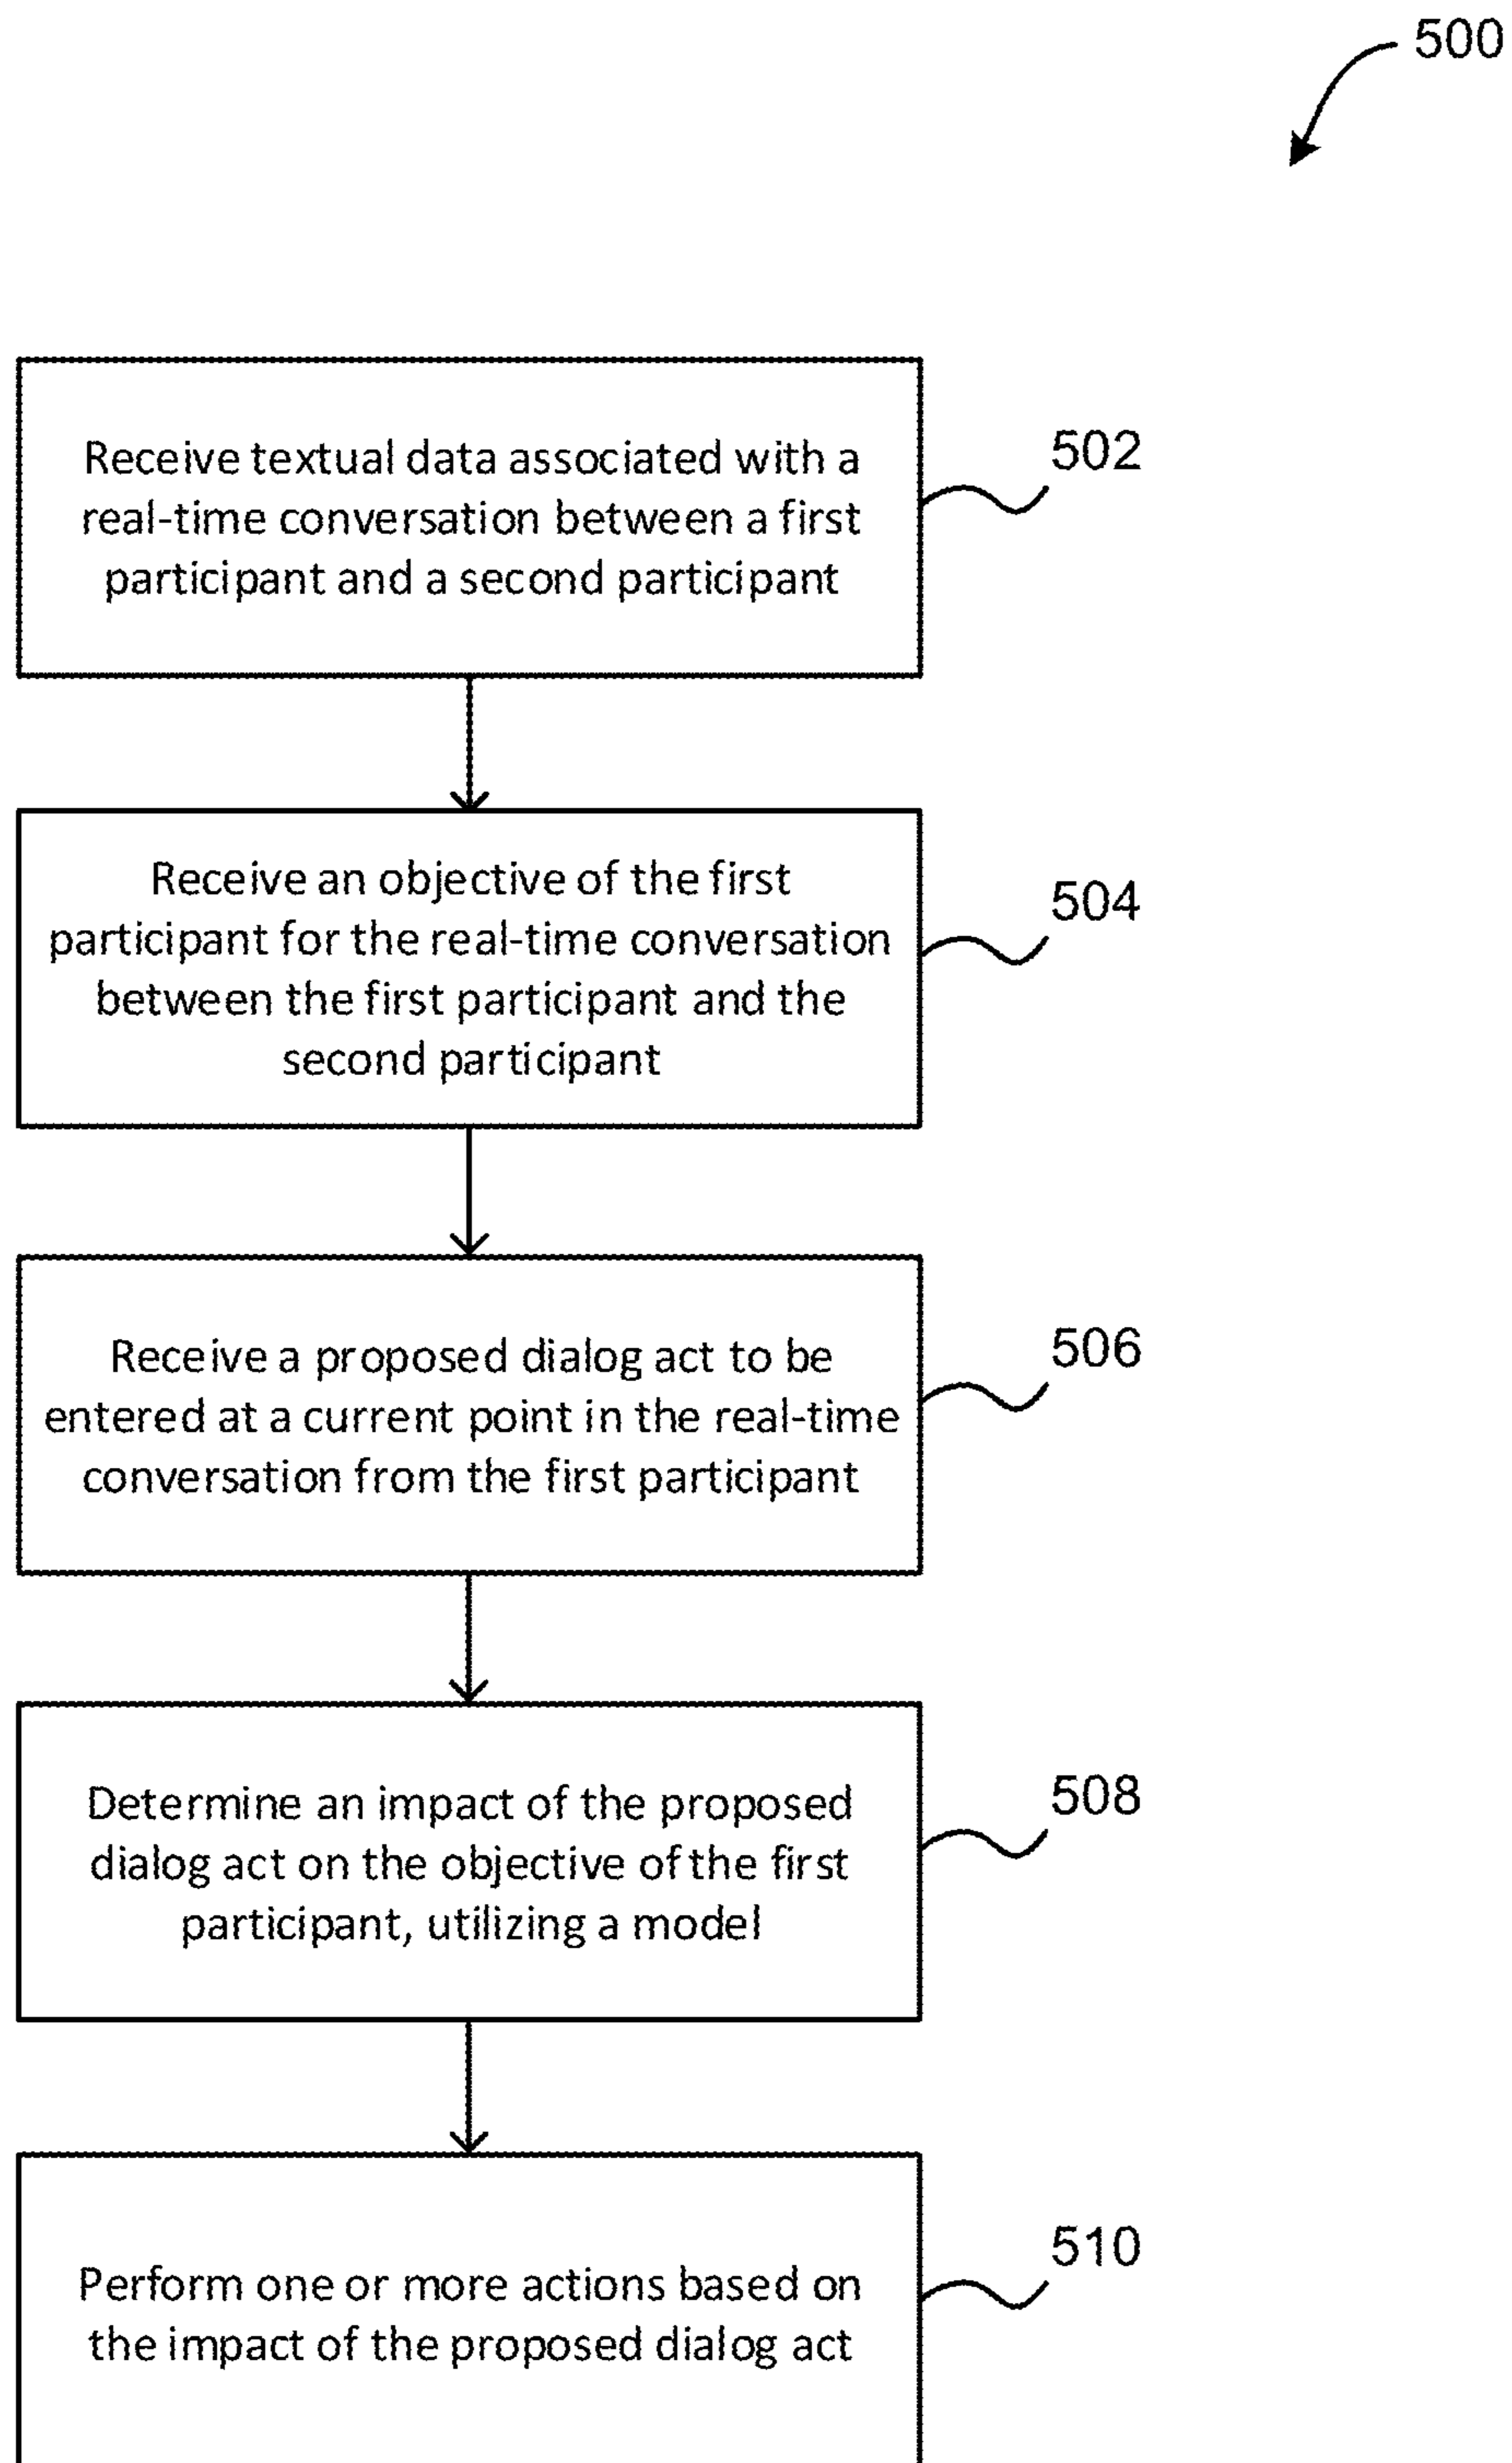 500
Receive textual data associated with a
real-time conversation between a first
participant and a second participant
502
Receive an objective of the first
participant for the real-time conversation
between the first participant and the
second participant
504
Receive a proposed dialog act to be
entered at a current point in the real-time
conversation from the first participant
506
Determine an impact of the proposed
dialog act on the objective of the first
participant, utilizing a model
508
Perform one or more actions based on
the impact of the proposed dialog act
510